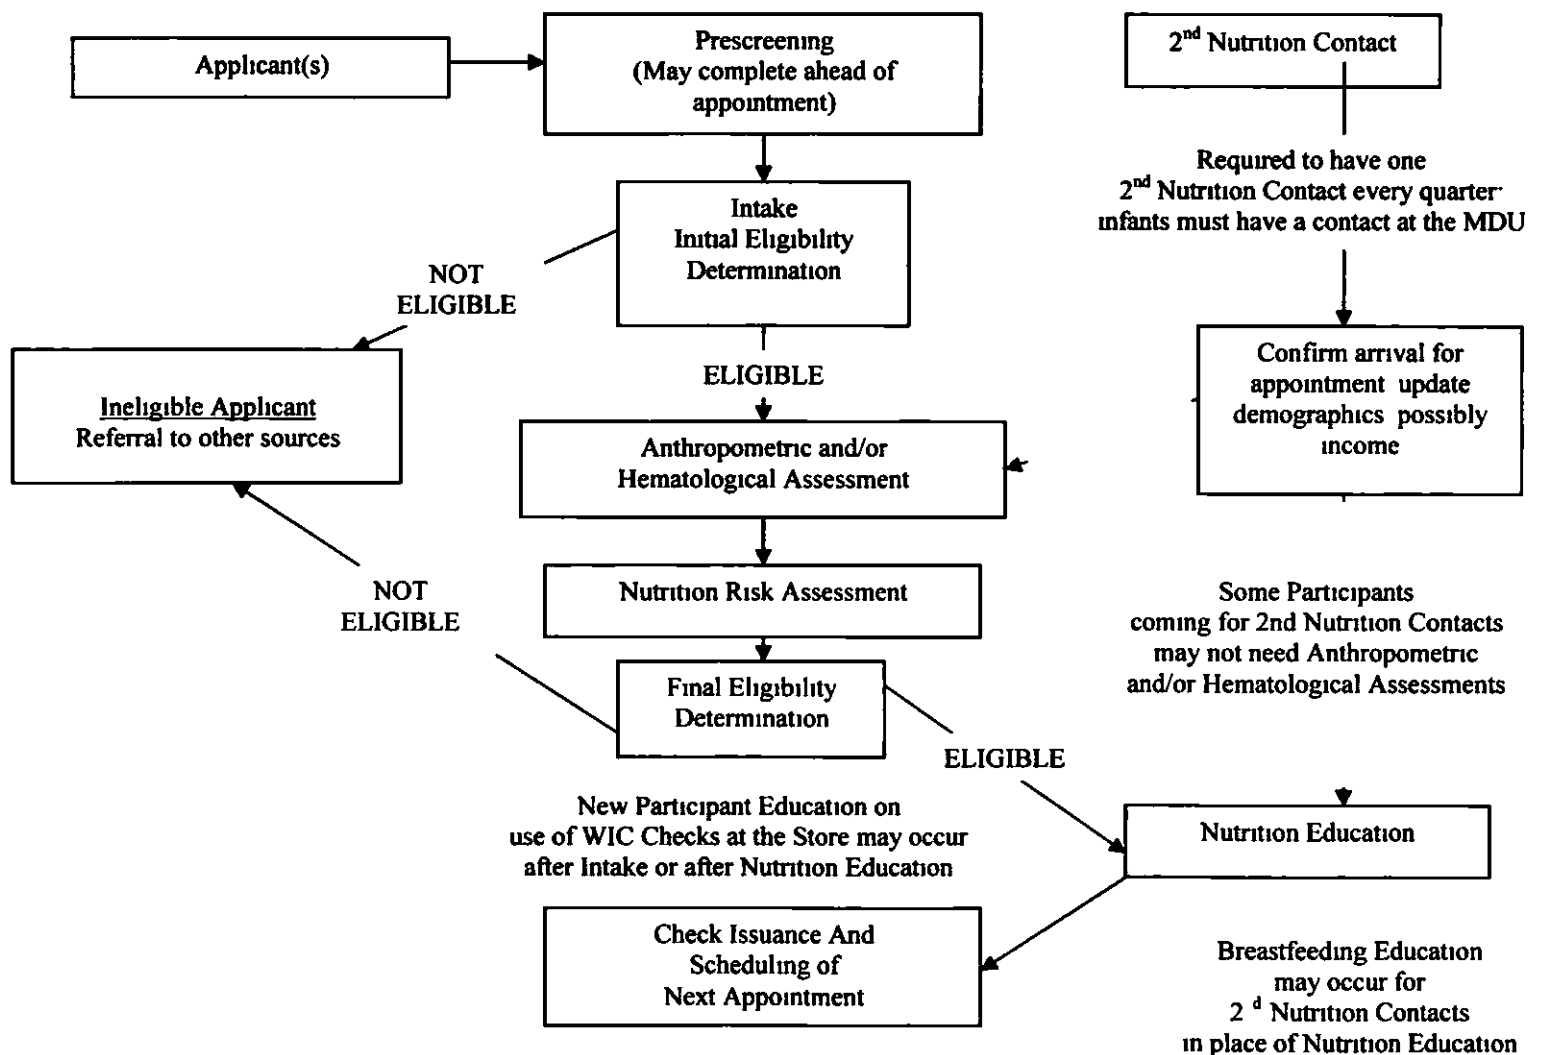 Applicant(s)
Prescreening
(May complete ahead of
appointment)
2nd Nutrition Contact
Required to have one
2nd Nutrition Contact every quarter
infants must have a contact at the MDU
Intake
Initial Eligibility
Determination
NOT
ELIGIBLE
ELIGIBLE
Ineligible Applicant
Referral to other sources
Confirm arrival for
appointment update
demographics possibly
income
Anthropometric and/or
Hematological Assessment
Nutrition Risk Assessment
NOT
ELIGIBLE
Some Participants
coming for 2nd Nutrition Contacts
may not need Anthropometric
and/or Hematological Assessments
Final Eligibility
Determination
ELIGIBLE
New Participant Education on
use of WIC Checks at the Store may occur
after Intake or after Nutrition Education
Nutrition Education
Check Issuance And
Scheduling of
Next Appointment
Breastfeeding Education
may occur for
2 d Nutrition Contacts
in place of Nutrition Education